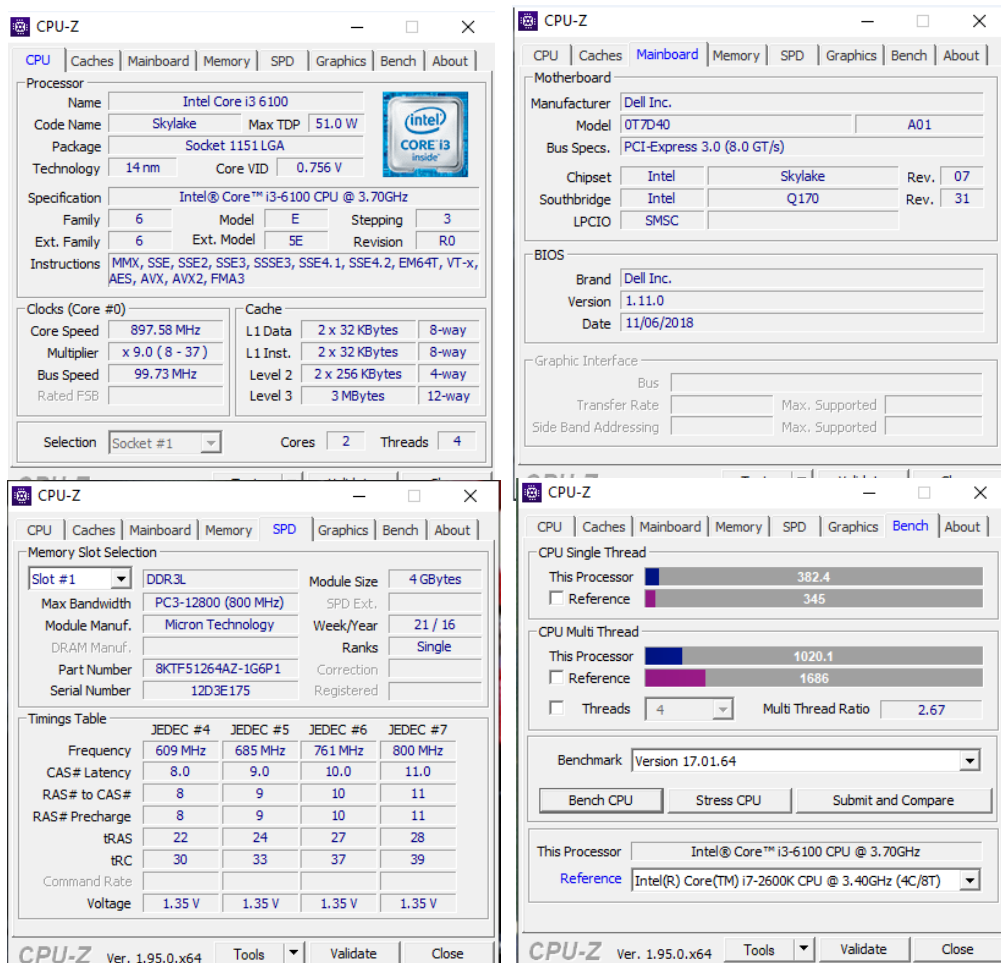 CPU-Z
CPU Caches Mainboard Memory SPD Graphics Bench About
Processor
Name Intel Core i3 6100
Code Name Skylake Max TDP 51.0 W
Package Socket 1151 LGA
Technology 14 nm Core VID 0.756 V
intel
CORE i3
inside
Specification Intel® Core™ i3-6100 CPU @ 3.70GHz
Family 6 Model E Stepping 3
Ext. Family 6 Ext. Model 5E Revision R0
Instructions MMX, SSE, SSE2, SSE3, SSSE3, SSE4.1, SSE4.2, EM64T, VT-x,
AES, AVX, AVX2, FMA3
Clocks (Core #0)
Core Speed 897.58 MHz
Multiplier x 9.0 ( 8 - 37 )
Bus Speed 99.73 MHz
Rated FSB
Cache
L1 Data 2 x 32 KBytes 8-way
L1 Inst. 2 x 32 KBytes 8-way
Level 2 2 x 256 KBytes 4-way
Level 3 3 MBytes 12-way
Selection Socket #1 Cores 2 Threads 4
CPU-Z
CPU Caches Mainboard Memory SPD Graphics Bench About
Motherboard
Manufacturer Dell Inc.
Model 0T7D40 A01
Bus Specs. PCI-Express 3.0 (8.0 GT/s)
Chipset Intel Skylake Rev. 07
Southbridge Intel Q170 Rev. 31
LPCIO SMSC
BIOS
Brand Dell Inc.
Version 1.11.0
Date 11/06/2018
Graphic Interface
Bus
Transfer Rate Max. Supported
Side Band Addressing Max. Supported
CPU-Z
CPU Caches Mainboard Memory SPD Graphics Bench About
Memory Slot Selection
Slot #1 DDR3L Module Size 4 GBytes
Max Bandwidth PC3-12800 (800 MHz) SPD Ext.
Module Manuf. Micron Technology Week/Year 21 / 16
DRAM Manuf. Ranks Single
Part Number 8KTF51264AZ-1G6P1 Correction
Serial Number 12D3E175 Registered
Timings Table
JEDEC #4 JEDEC #5 JEDEC #6 JEDEC #7
Frequency 609 MHz 685 MHz 761 MHz 800 MHz
CAS# Latency 8.0 9.0 10.0 11.0
RAS# to CAS# 8 9 10 11
RAS# Precharge 8 9 10 11
tRAS 22 24 27 28
tRC 30 33 37 39
Command Rate
Voltage 1.35 V 1.35 V 1.35 V 1.35 V
CPU-Z Ver. 1.95.0.x64 Tools Validate Close
CPU-Z
CPU Caches Mainboard Memory SPD Graphics Bench About
CPU Single Thread
This Processor 382.4
Reference 345
CPU Multi Thread
This Processor 1020.1
Reference 1686
Threads 4 Multi Thread Ratio 2.67
Benchmark Version 17.01.64
Bench CPU Stress CPU Submit and Compare
This Processor Intel® Core™ i3-6100 CPU @ 3.70GHz
Reference Intel(R) Core(TM) i7-2600K CPU @ 3.40GHz (4C/8T)
CPU-Z Ver. 1.95.0.x64 Tools Validate Close